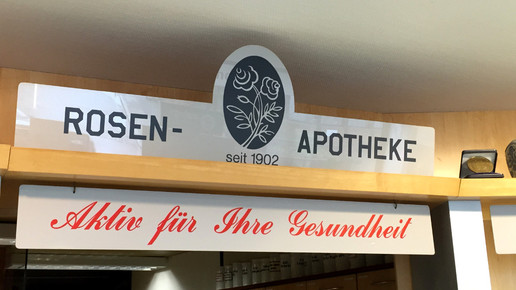 ROSEN- APOTHEKE
seit 1902
Aktiv für Ihre Gesundheit